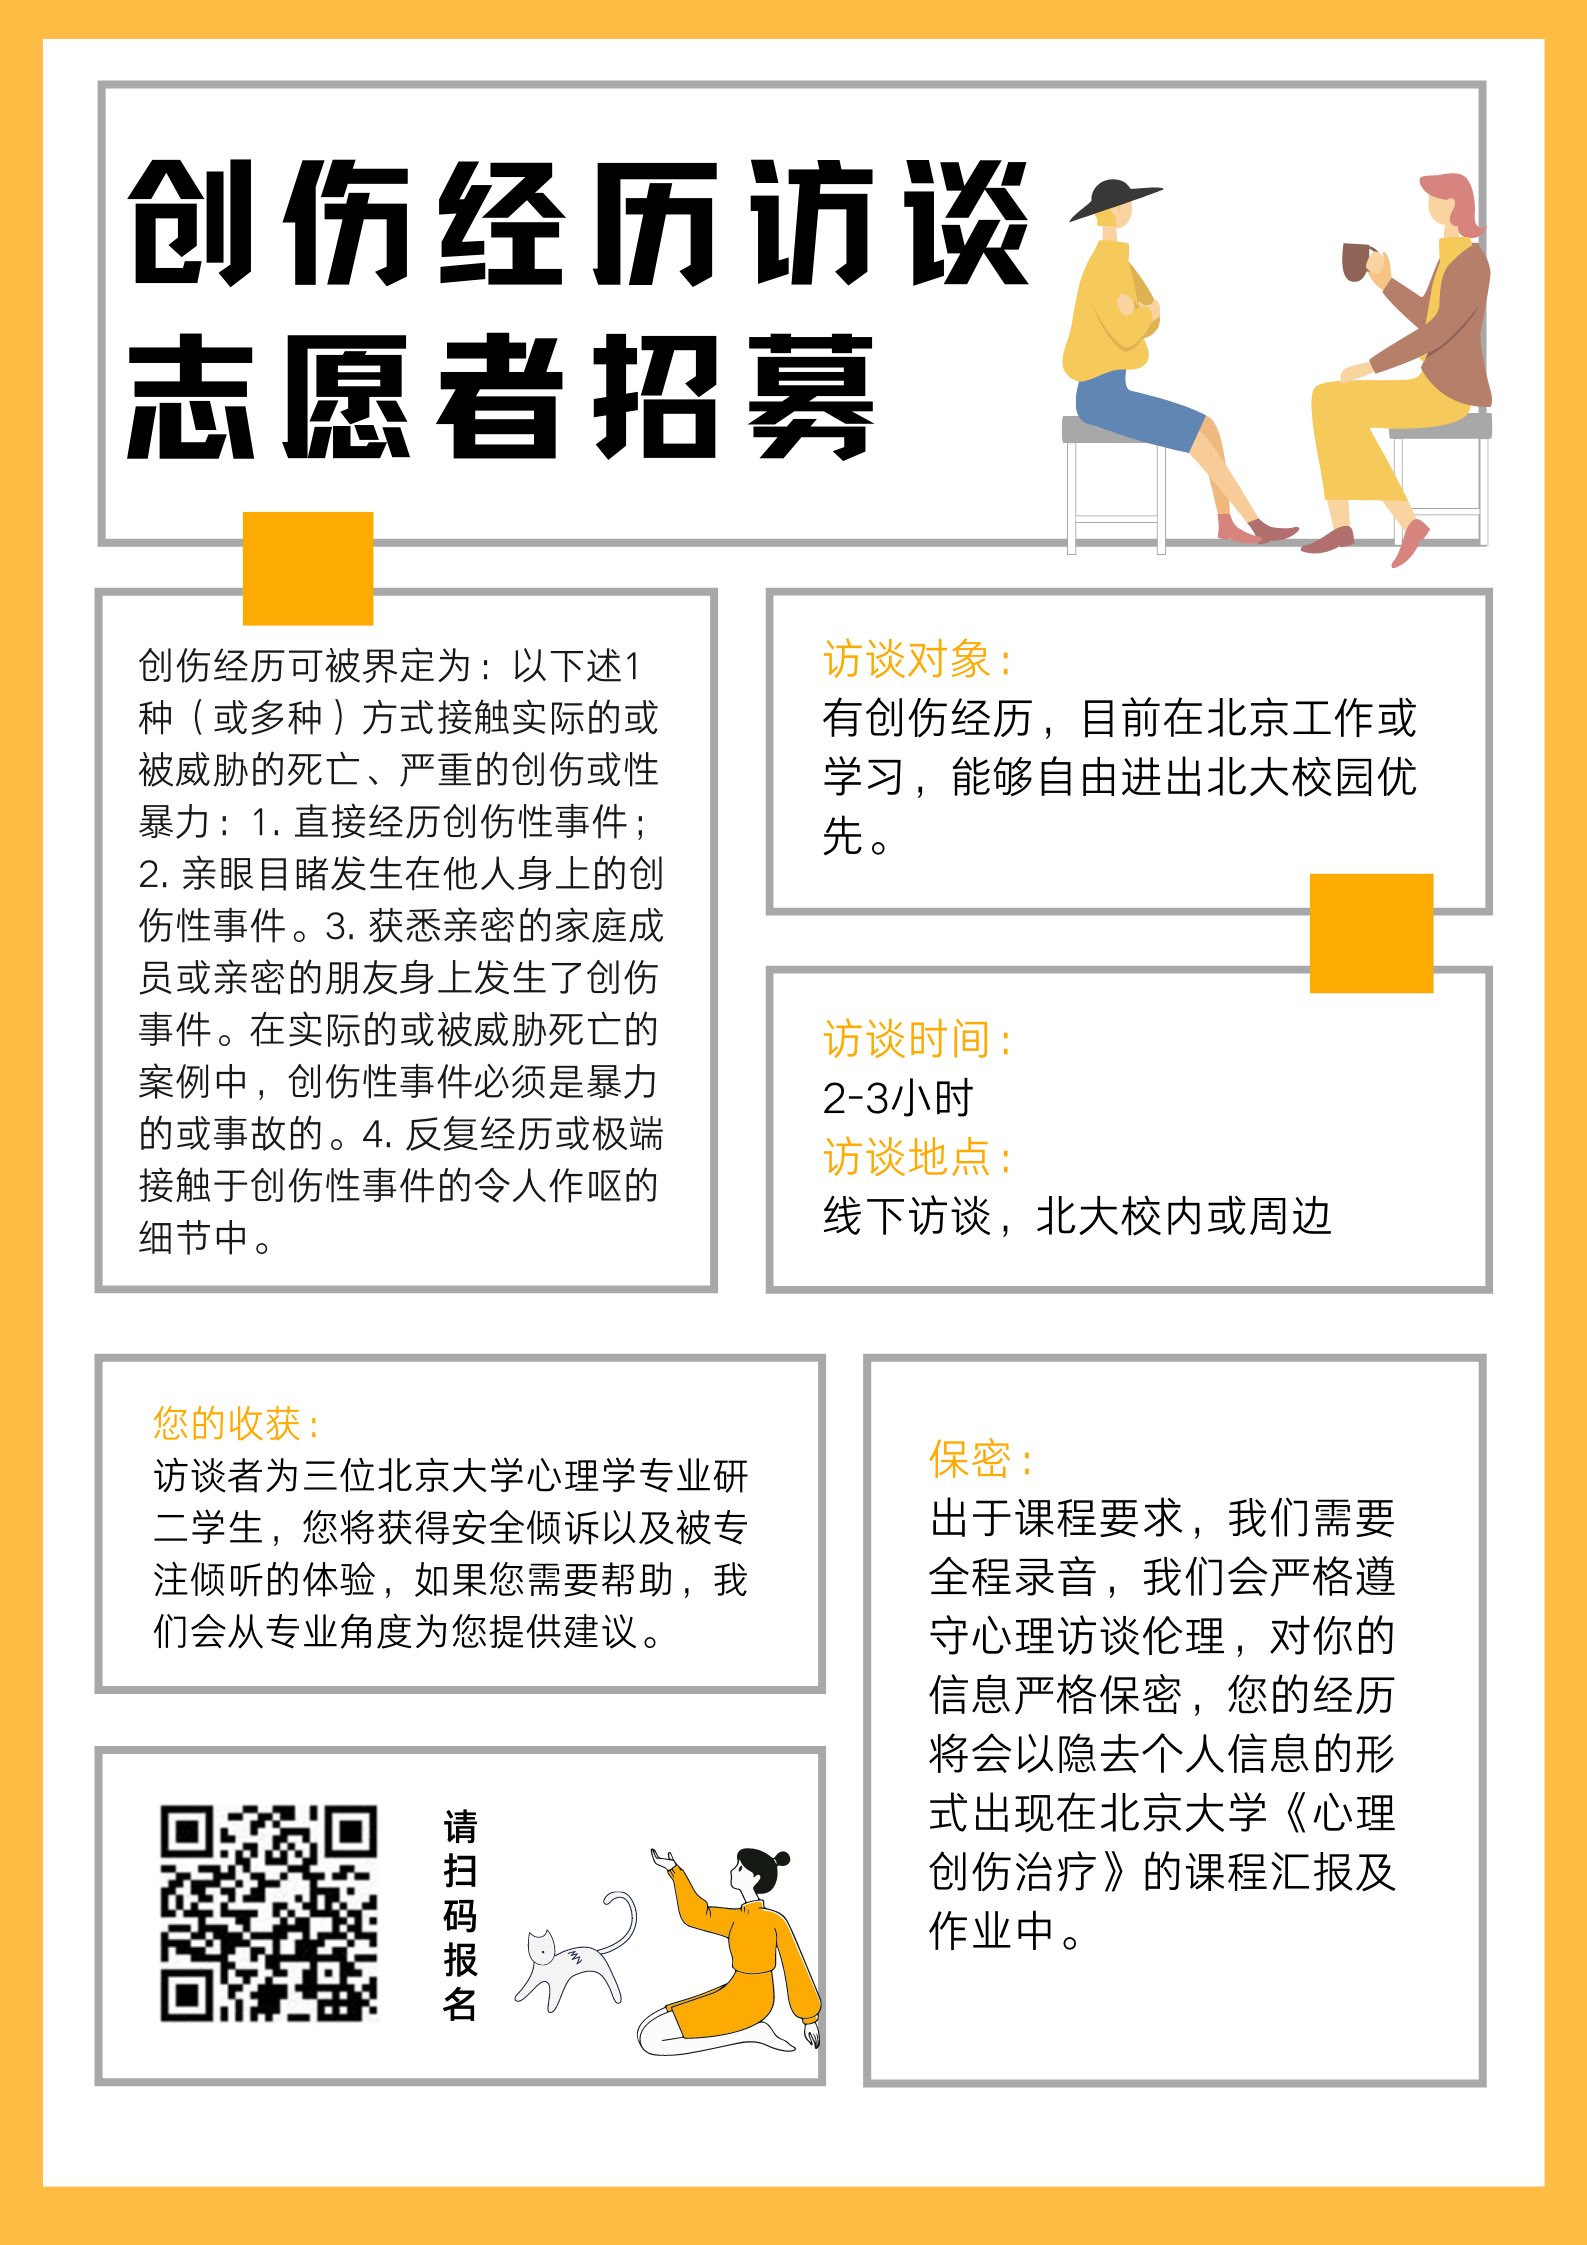 创伤经历访谈
志愿者招募
创伤经历可被界定为：以下述1
种（或多种）方式接触实际的或
被威胁的死亡、严重的创伤或性
暴力：1. 直接经历创伤性事件；
2. 亲眼目睹发生在他人身上的创
伤性事件。3. 获悉亲密的家庭成
员或亲密的朋友身上发生了创伤
事件。在实际的或被威胁死亡的
案例中，创伤性事件必须是暴力
的或事故的。4. 反复经历或极端
接触于创伤性事件的令人作呕的
细节中。
访谈对象：
有创伤经历，目前在北京工作或
学习，能够自由进出北大校园优
先。
访谈时间：
2-3小时
访谈地点：
线下访谈，北大校内或周边
您的收获：
访谈者为三位北京大学心理学专业研
二学生，您将获得安全倾诉以及被专
注倾听的体验，如果您需要帮助，我
们会从专业角度为您提供建议。
保密：
出于课程要求，我们需要
全程录音，我们会严格遵
守心理访谈伦理，对你的
信息严格保密，您的经历
将会以隐去个人信息的形
式出现在北京大学《心理
创伤治疗》的课程汇报及
作业中。
请扫码报名